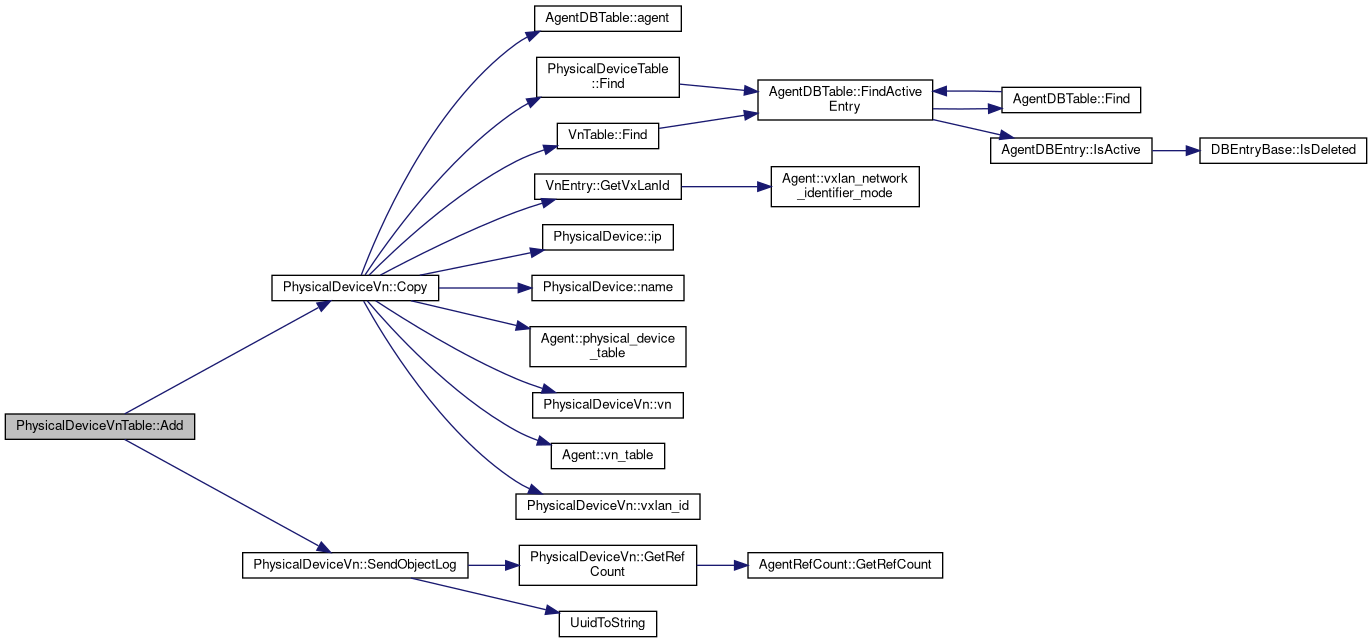 AgentDBTable::agent
PhysicalDeviceTable
::Find
AgentDBTable::FindActive
Entry
AgentDBTable::Find
VnTable::Find
AgentDBEntry::IsActive
DBEntryBase::IsDeleted
VnEntry::GetVxLanId
Agent::vxlan_network
_identifier_mode
PhysicalDevice::ip
PhysicalDeviceVn::Copy
PhysicalDevice::name
Agent::physical_device
_table
PhysicalDeviceVn::vn
PhysicalDeviceVnTable::Add
Agent::vn_table
PhysicalDeviceVn::vxlan_id
PhysicalDeviceVn::SendObjectLog
PhysicalDeviceVn::GetRef
Count
AgentRefCount::GetRefCount
UuidToString